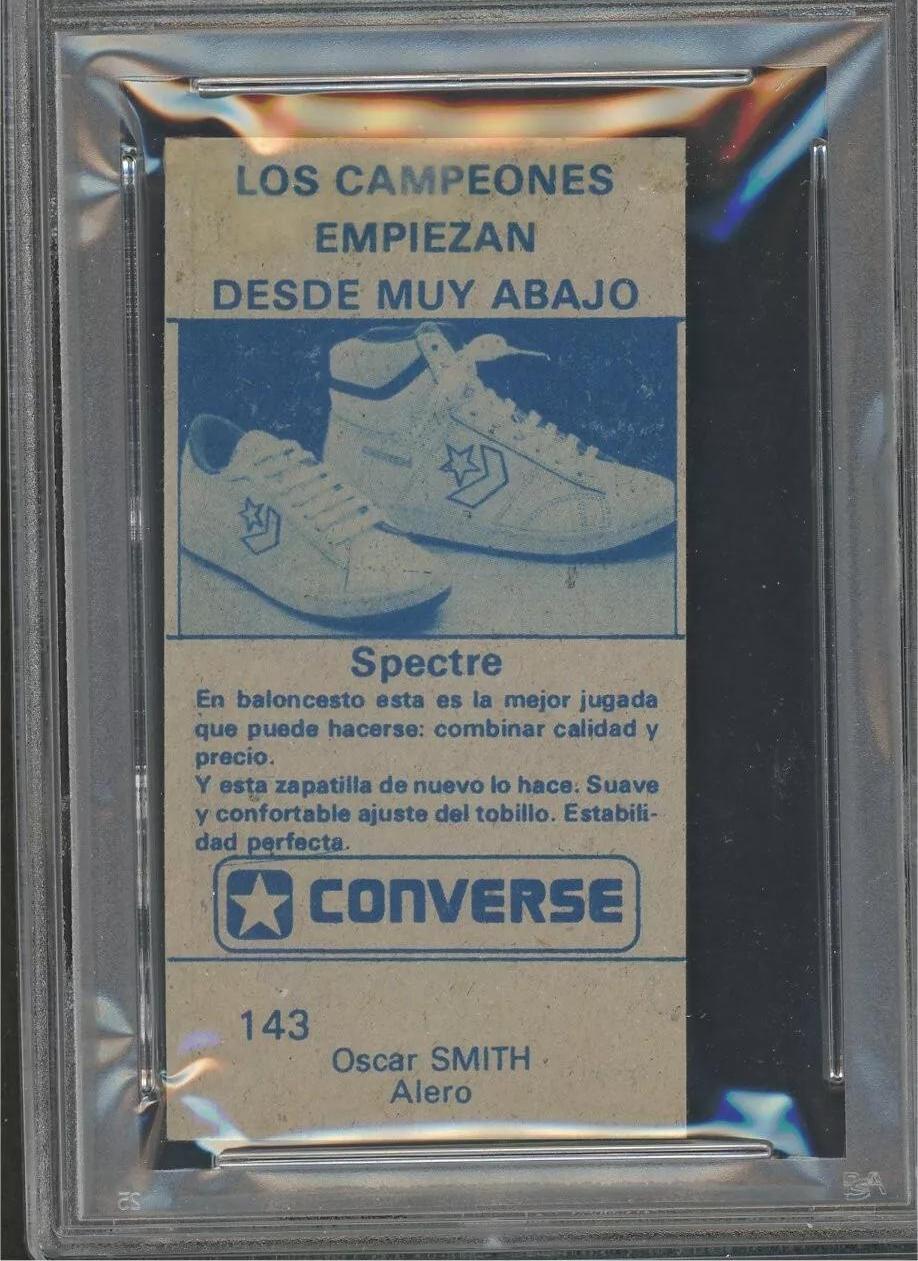 LOS CAMPEONES
EMPIEZAN
DESDE MUY ABAJO
Spectre
En baloncesto esta es la mejor jugada
que puede hacerse: combinar calidad y
precio.
Y esta zapatilla de nuevo lo hace. Suave
y confortable ajuste del tobillo. Estabili-
dad perfecta.
CONVERSE
143
Oscar SMITH
Alero
25
PSA